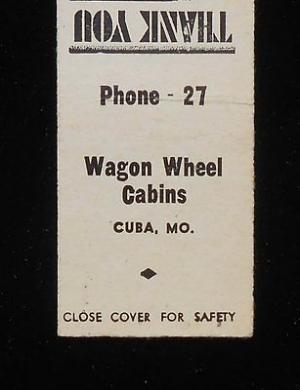 THANK YOU
Phone - 27
Wagon Wheel
Cabins
CUBA, MO.
CLOSE COVER FOR SAFETY